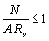 N/AR_v ≤ 1